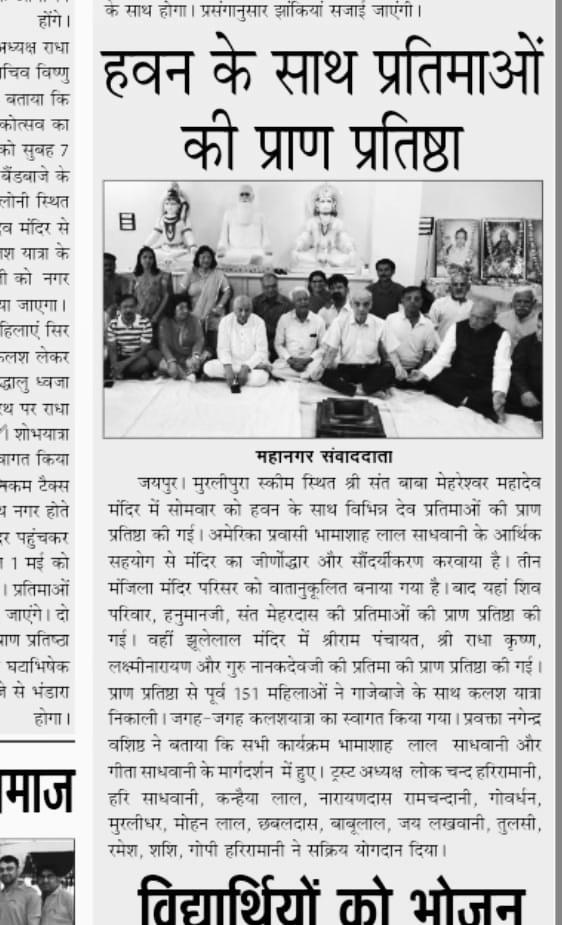 के साथ होगा। प्रसंगानुसार झांकियां सजाई जाएंगी।
हवन के साथ प्रतिमाओं
की प्राण प्रतिष्ठा
महानगर संवाददाता
जयपुर। मुरलीपुरा स्कीम स्थित श्री संत बाबा मेहरेश्वर महादेव
मंदिर में सोमवार को हवन के साथ विभिन्न देव प्रतिमाओं की प्राण
प्रतिष्ठा की गई। अमेरिका प्रवासी भामाशाह लाल साधवानी के आर्थिक
सहयोग से मंदिर का जीर्णोद्धार और सौंदर्यीकरण करवाया है। तीन
मंजिला मंदिर परिसर को वातानुकूलित बनाया गया है। बाद यहां शिव
परिवार, हनुमानजी, संत मेहरदास की प्रतिमाओं की प्राण प्रतिष्ठा की
गई। वहीं झूलेलाल मंदिर में श्रीराम पंचायत, श्री राधा कृष्ण,
लक्ष्मीनारायण और गुरु नानकदेवजी की प्रतिमा की प्राण प्रतिष्ठा की गई।
प्राण प्रतिष्ठा से पूर्व 151 महिलाओं ने गाजेबाजे के साथ कलश यात्रा
निकाली। जगह-जगह कलशयात्रा का स्वागत किया गया। प्रवक्ता नगेन्द्र
वशिष्ठ ने बताया कि सभी कार्यक्रम भामाशाह लाल साधवानी और
गीता साधवानी के मार्गदर्शन में हुए। ट्रस्ट अध्यक्ष लोक चन्द हरिरामानी,
हरि साधवानी, कन्हैया लाल, नारायणदास रामचन्दानी, गोवर्धन,
मुरलीधर, मोहन लाल, छबलदास, बाबूलाल, जय लखवानी, तुलसी,
रमेश, शशि, गोपी हरिरामानी ने सक्रिय योगदान दिया।
विद्यार्थियों को भोजन
होंगे।
अध्यक्ष राधा
चिव विष्णु
बताया कि
कोत्सव का
को सुबह 7
बैंडबाजे के
लोनी स्थित
व मंदिर से
श यात्रा के
ी को नगर
या जाएगा।
हिलाएं सिर
कलश लेकर
द्धालु ध्वजा
रथ पर राधा
। शोभयात्रा
वागत किया
निकम टैक्स
थ नगर होते
दर पहुंचकर
1 मई को
। प्रतिमाओं
जाएंगे। दो
प्राण प्रतिष्ठा
घटाभिषेक
जे से भंडारा
होगा।
माज